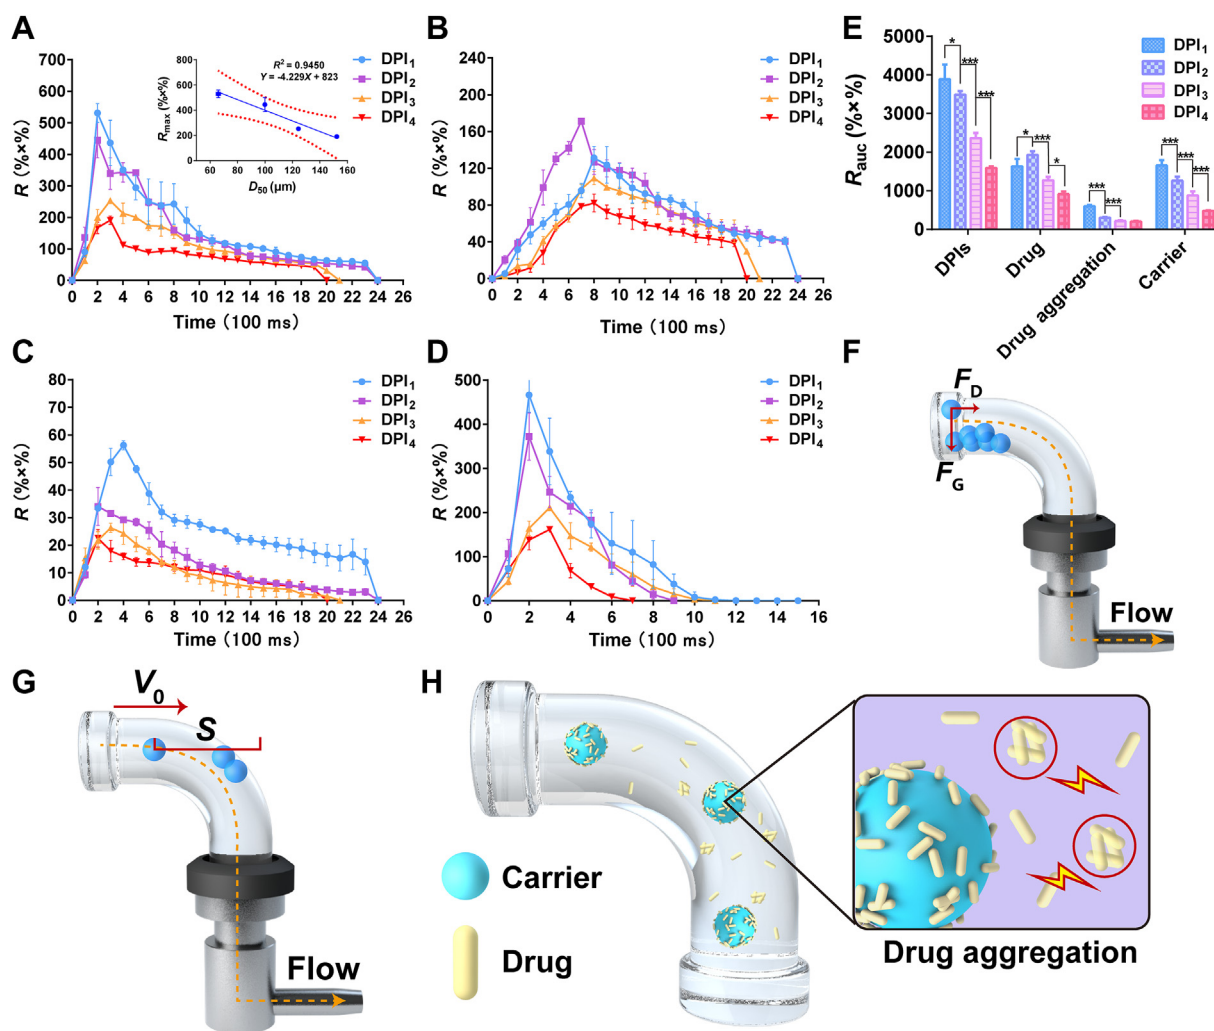 A
700
600
500
400
300
200
100
0
R (%×%)
0 2 4 6 8 10 12 14 16 18 20 22 24 26
Time (100 ms)
DPI1
DPI2
DPI3
DPI4
800
600
400
200
0
Rmax (%×%)
R² = 0.9450
Y = -4.229X + 823
60 80 100 120 140 160
D50 (µm)
B
240
200
160
120
80
40
0
R (%×%)
0 2 4 6 8 10 12 14 16 18 20 22 24 26
Time (100 ms)
DPI1
DPI2
DPI3
DPI4
E
5000
4000
3000
2000
1000
0
Rauc (%×%)
DPI1
DPI2
DPI3
DPI4
* *** ***
* *** *
*** ***
*** *** ***
DPIs
Drug
Drug aggregation
Carrier
C
80
70
60
50
40
30
20
10
0
R (%×%)
0 2 4 6 8 10 12 14 16 18 20 22 24 26
Time (100 ms)
DPI1
DPI2
DPI3
DPI4
D
500
400
300
200
100
0
R (%×%)
0 2 4 6 8 10 12 14 16
Time (100 ms)
DPI1
DPI2
DPI3
DPI4
F
FD
FG
Flow
G
V0
S
Flow
H
Carrier
Drug
Drug aggregation